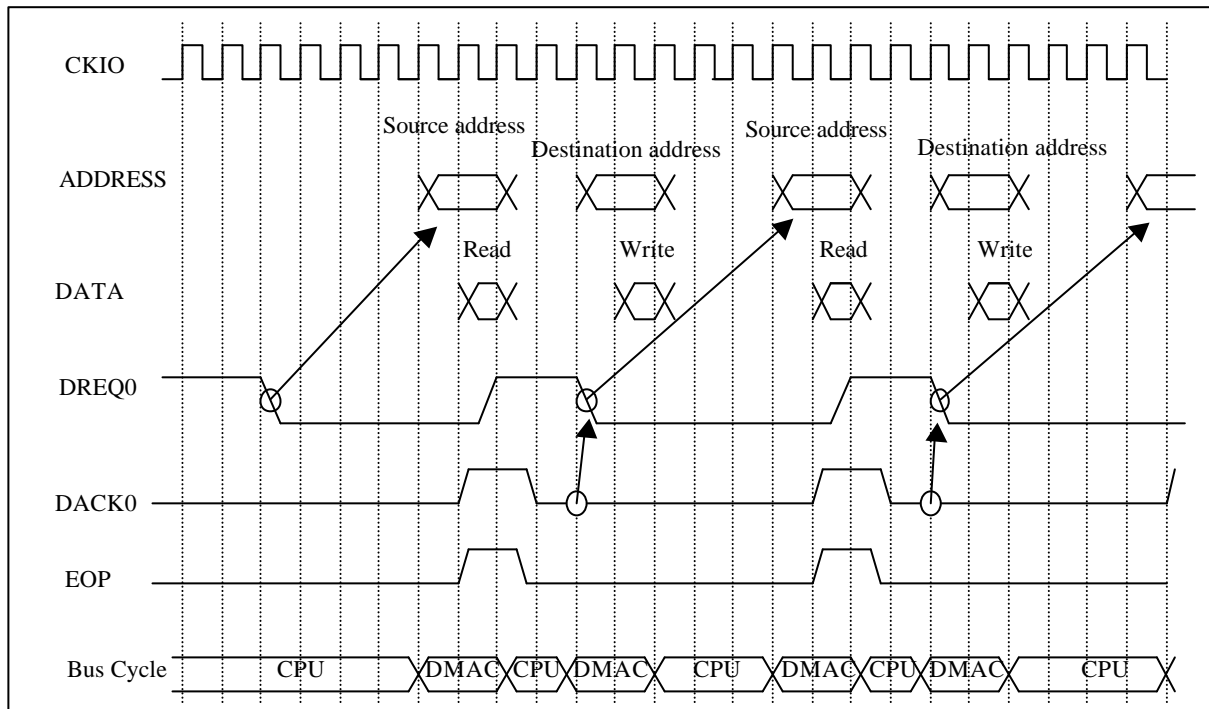 CKIO
Source address
Source address
Destination address
Destination address
ADDRESS
Read
Write
Read
Write
DATA
DREQ0
DACK0
EOP
Bus Cycle
CPU
DMAC
CPU
DMAC
CPU
DMAC
CPU
DMAC
CPU